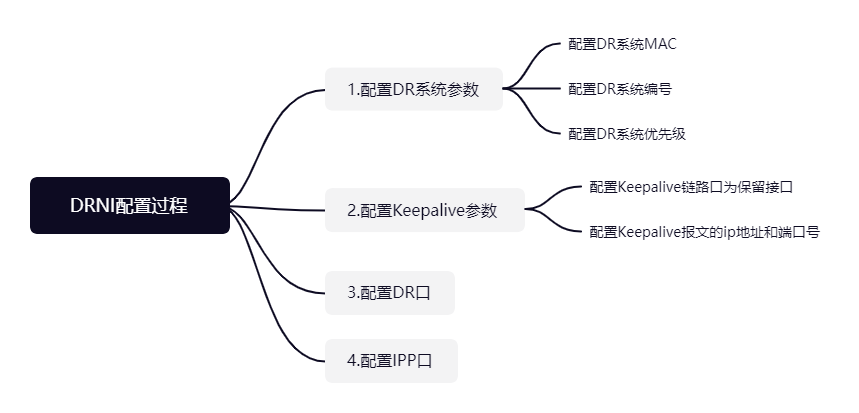 DRNI配置过程
1.配置DR系统参数
配置DR系统MAC
配置DR系统编号
配置DR系统优先级
2.配置Keepalive参数
配置Keepalive链路口为保留接口
配置Keepalive报文的ip地址和端口号
3.配置DR口
4.配置IPP口